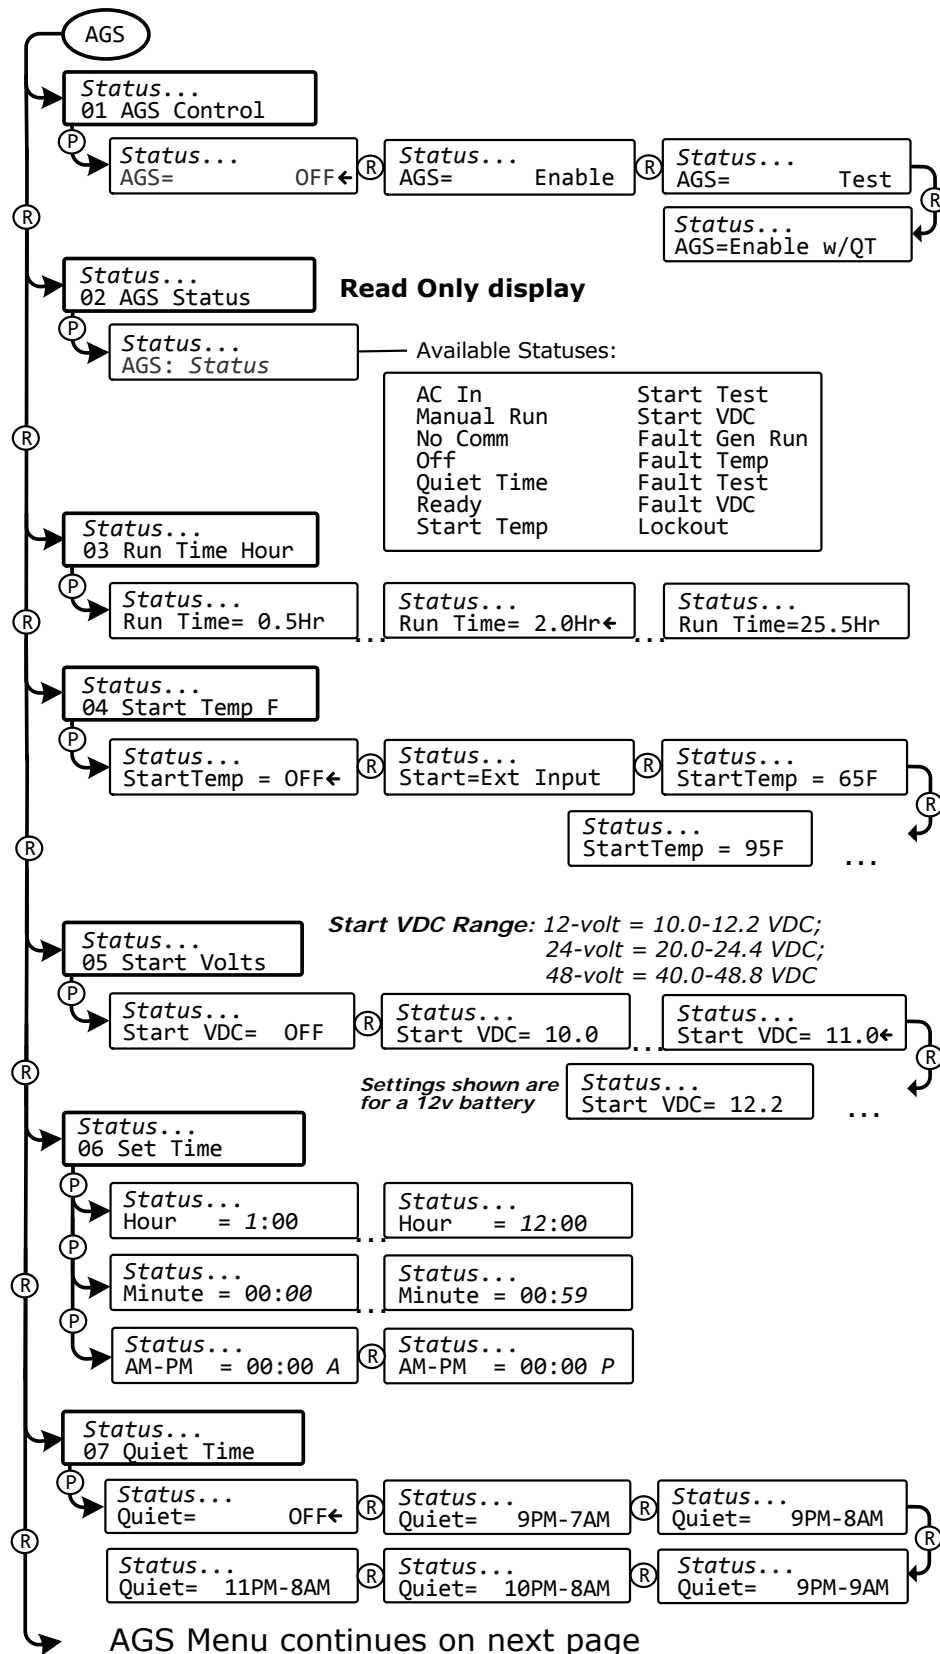 AGS
Status...
01 AGS Control
P
Status...
AGS= OFF←
R
Status...
AGS= Enable
R
Status...
AGS= Test
R
R
Status...
AGS=Enable w/QT
Status...
02 AGS Status
Read Only display
P
Status...
AGS: Status
Available Statuses:
AC In Start Test
Manual Run Start VDC
No Comm Fault Gen Run
Off Fault Temp
Quiet Time Fault Test
Ready Fault VDC
Start Temp Lockout
R
Status...
03 Run Time Hour
P
Status...
Run Time= 0.5Hr
...
Status...
Run Time= 2.0Hr←
...
Status...
Run Time=25.5Hr
R
Status...
04 Start Temp F
P
Status...
StartTemp = OFF←
R
Status...
Start=Ext Input
R
Status...
StartTemp = 65F
R
Status...
StartTemp = 95F
...
R
Start VDC Range: 12-volt = 10.0-12.2 VDC;
24-volt = 20.0-24.4 VDC;
48-volt = 40.0-48.8 VDC
Status...
05 Start Volts
P
Status...
Start VDC= OFF
R
Status...
Start VDC= 10.0
...
Status...
Start VDC= 11.0←
R
R
Settings shown are
for a 12v battery
Status...
Start VDC= 12.2
...
Status...
06 Set Time
P
Status...
Hour = 1:00
...
Status...
Hour = 12:00
P
Status...
Minute = 00:00
...
Status...
Minute = 00:59
R
P
Status...
AM-PM = 00:00 A
R
Status...
AM-PM = 00:00 P
Status...
07 Quiet Time
P
Status...
Quiet= OFF←
R
Status...
Quiet= 9PM-7AM
R
Status...
Quiet= 9PM-8AM
R
R
Status...
Quiet= 11PM-8AM
R
Status...
Quiet= 10PM-8AM
R
Status...
Quiet= 9PM-9AM
AGS Menu continues on next page